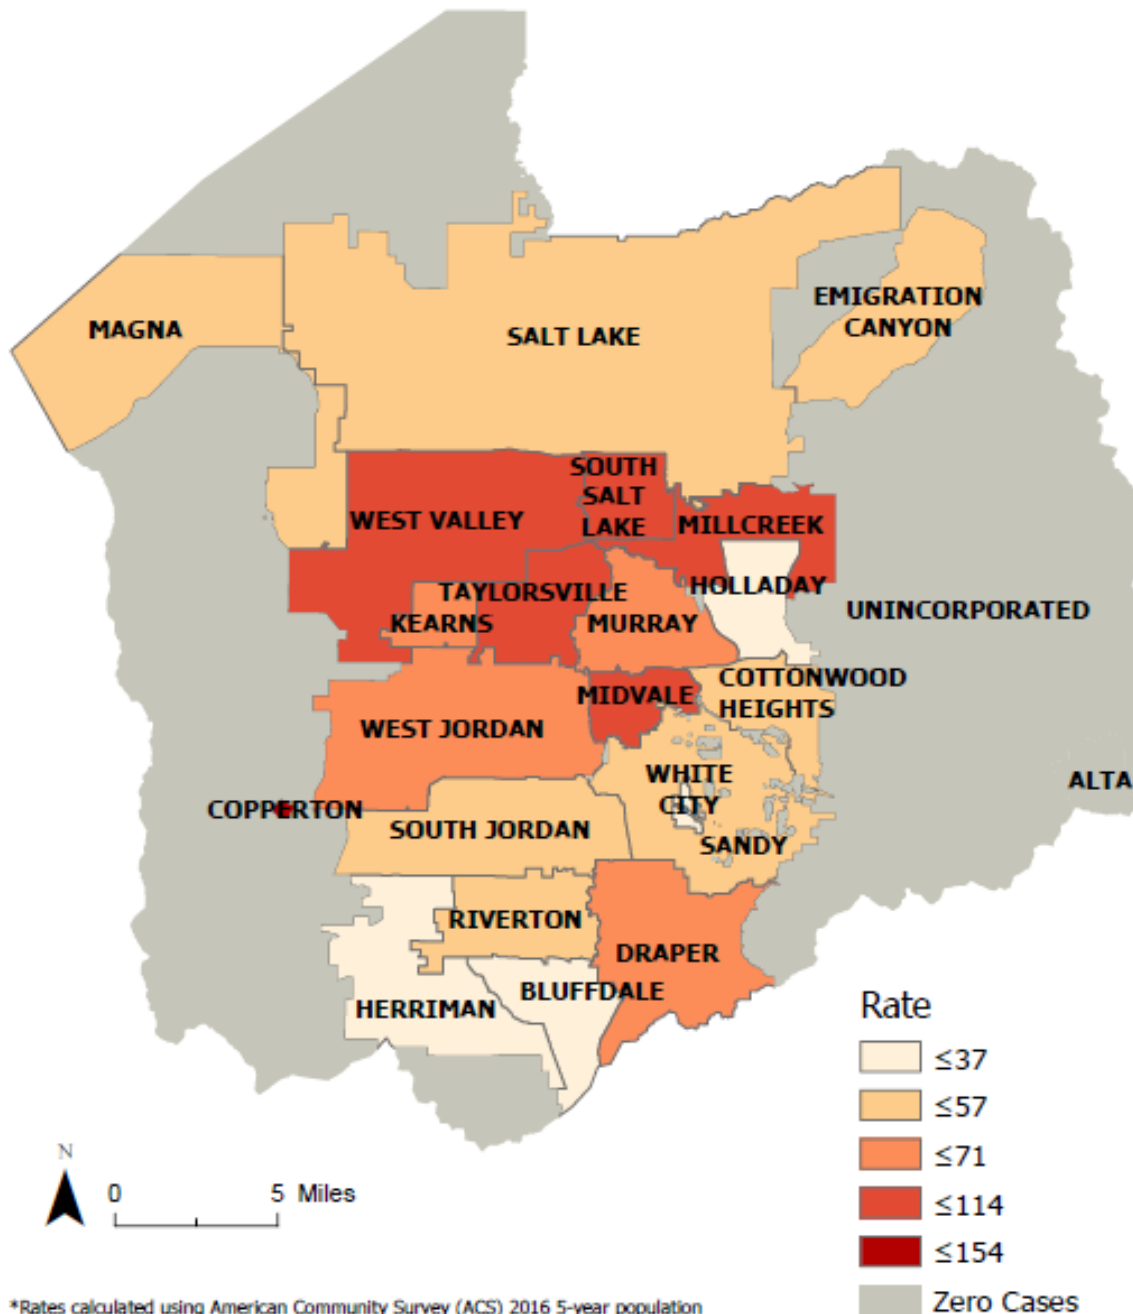 EMIGRATION
CANYON
MAGNA
SALT LAKE
SOUTH
SALT
LAKE
WEST VALLEY
MILLCREEK
TAYLORSVILLE
HOLLADAY
UNINCORPORATED
KEARNS
MURRAY
COTTONWOOD
HEIGHTS
MIDVALE
WEST JORDAN
WHITE
CITY
ALTA
COPPERTON
SOUTH JORDAN
SANDY
RIVERTON
DRAPER
BLUFFDALE
HERRIMAN
Rate
≤37
≤57
≤71
≤114
≤154
Zero Cases
N
0 5 Miles
*Rates calculated using American Community Survey (ACS) 2016 5-year population